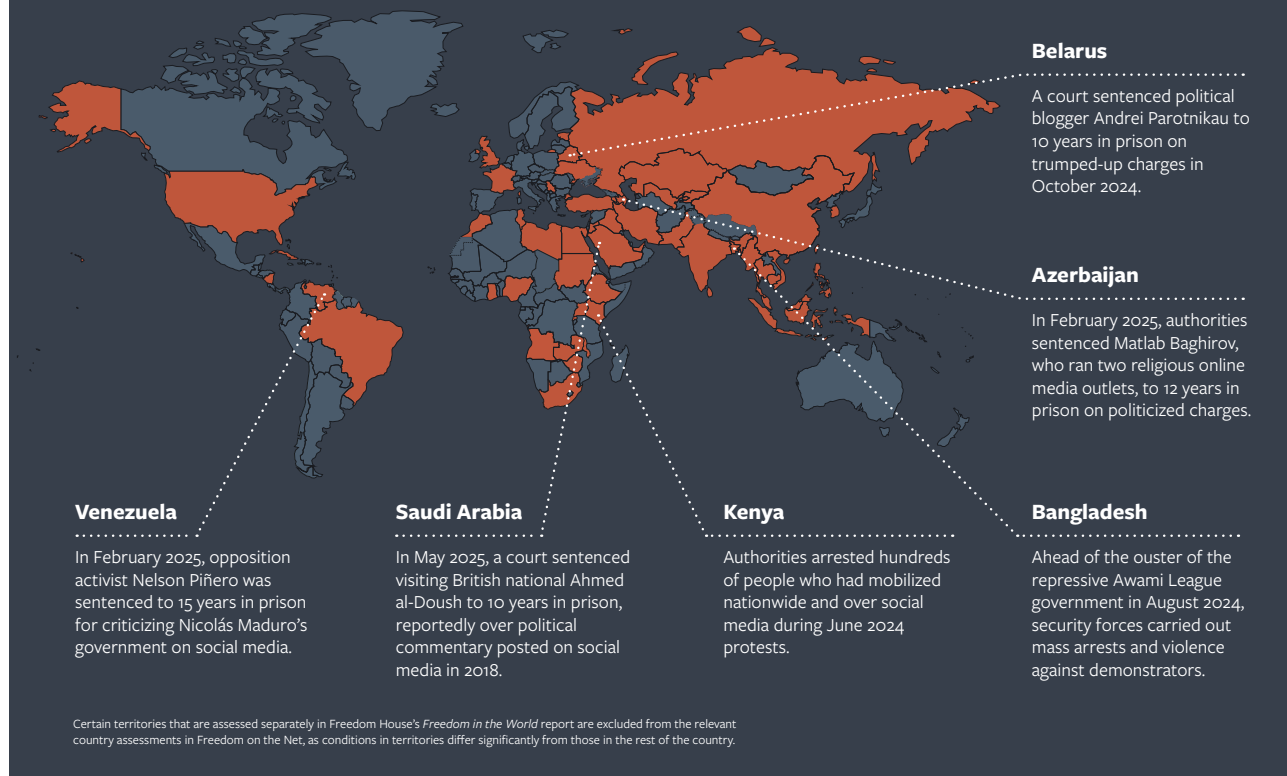 Belarus
A court sentenced political
blogger Andrei Parotnikau to
10 years in prison on
trumped-up charges in
October 2024.
Azerbaijan
In February 2025, authorities
sentenced Matlab Baghirov,
who ran two religious online
media outlets, to 12 years in
prison on politicized charges.
Venezuela
In February 2025, opposition
activist Nelson Piñero was
sentenced to 15 years in prison
for criticizing Nicolás Maduro’s
government on social media.
Saudi Arabia
In May 2025, a court sentenced
visiting British national Ahmed
al-Doush to 10 years in prison,
reportedly over political
commentary posted on social
media in 2018.
Kenya
Authorities arrested hundreds
of people who had mobilized
nationwide and over social
media during June 2024
protests.
Bangladesh
Ahead of the ouster of the
repressive Awami League
government in August 2024,
security forces carried out
mass arrests and violence
against demonstrators.
Certain territories that are assessed separately in Freedom House’s Freedom in the World report are excluded from the relevant
country assessments in Freedom on the Net, as conditions in territories differ significantly from those in the rest of the country.